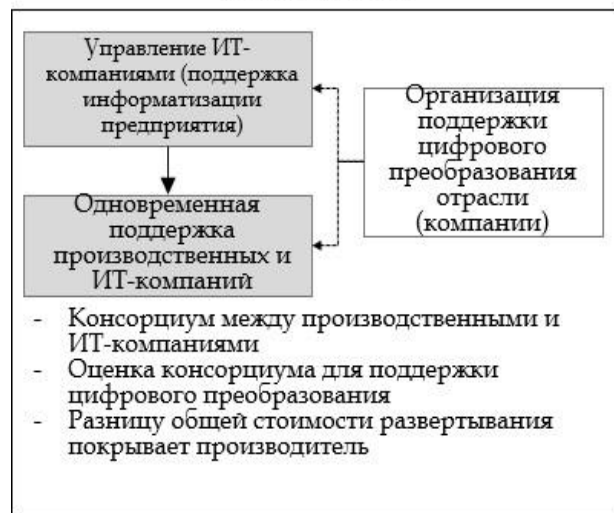 Управление ИТ-
компаниями (поддержка
информатизации
предприятия)
Одновременная
поддержка
производственных и
ИТ-компаний
Организация
поддержки
цифрового
преобразования
отрасли
(компании)
- Консорциум между производственными и
ИТ-компаниями
- Оценка консорциума для поддержки
цифрового преобразования
- Разницу общей стоимости развертывания
покрывает производитель